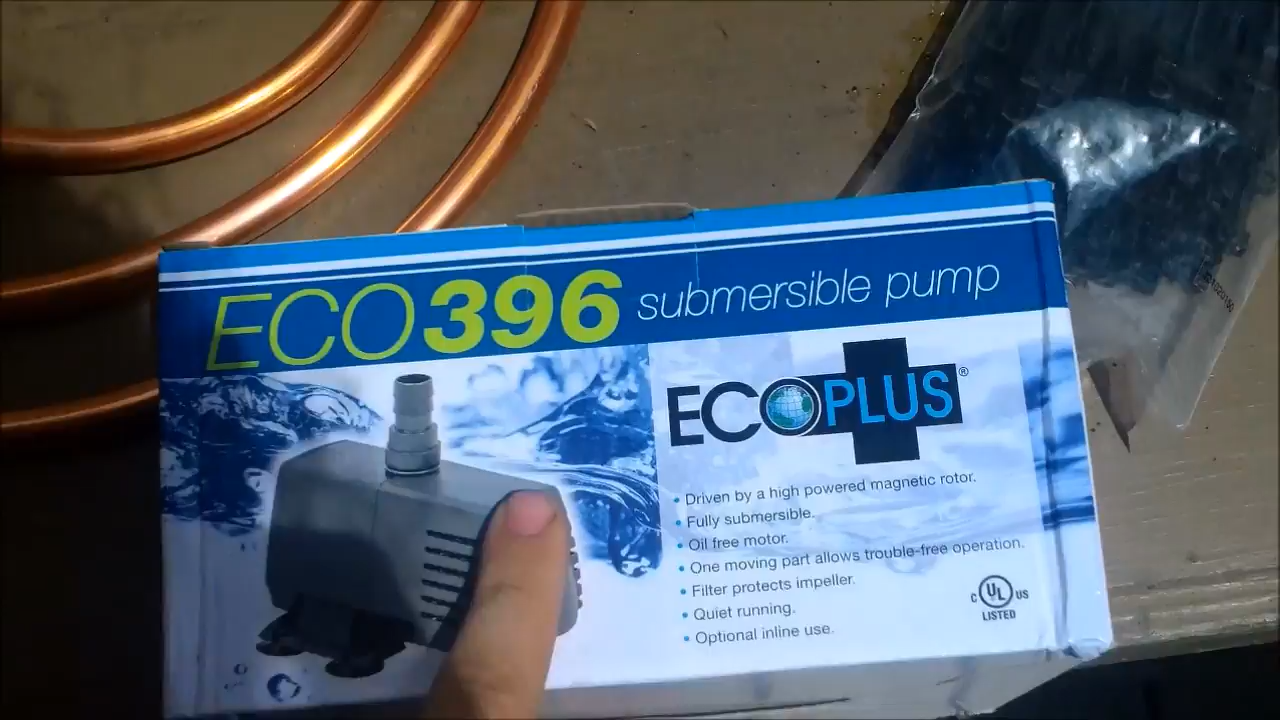 ECO396 submersible pump
ECOPLUS®
• Driven by a high powered magnetic rotor.
• Fully submersible.
• Oil free motor.
• One moving part allows trouble-free operation.
• Filter protects impeller.
• Quiet running.
• Optional inline use.
C UL US
LISTED